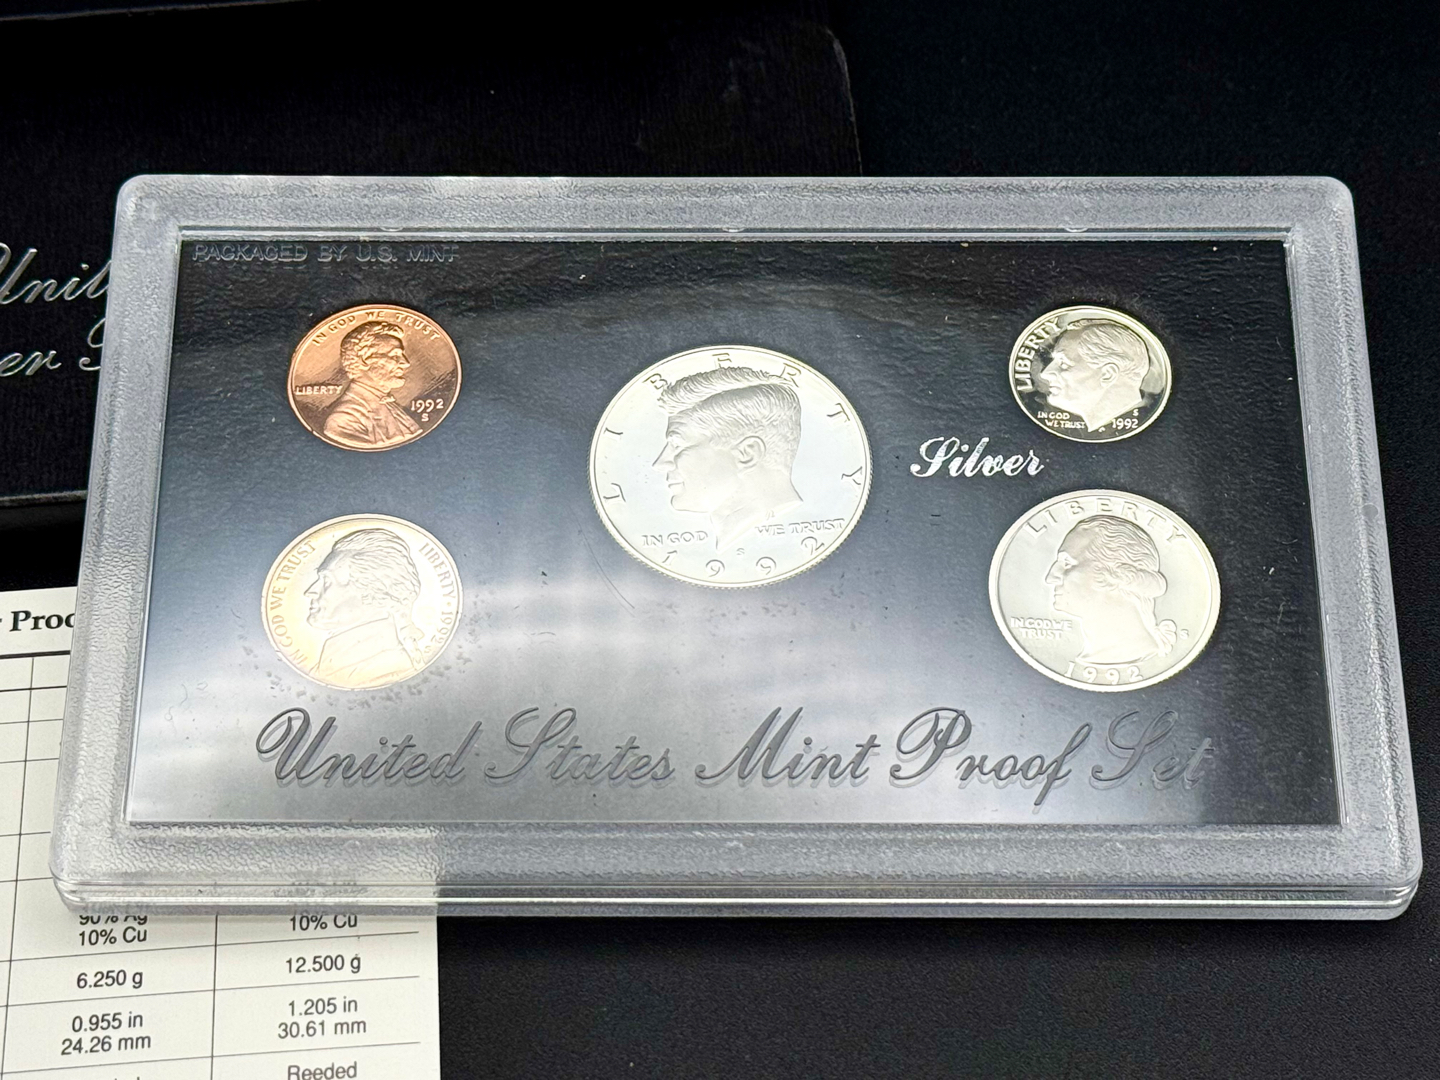 PACKAGED BY U.S. MINT
IN GOD WE TRUST
LIBERTY
1992
S
LIBERTY
IN GOD WE TRUST
S
1992
LIBERTY
IN GOD
WE TRUST
S
1992
Silver
IN GOD WE TRUST
LIBERTY 1992
LIBERTY
IN GOD WE
TRUST
S
1992
United States Mint Proof Set
90% Ag
10% Cu
10% Cu
6.250 g
12.500 g
0.955 in
24.26 mm
1.205 in
30.61 mm
Reeded